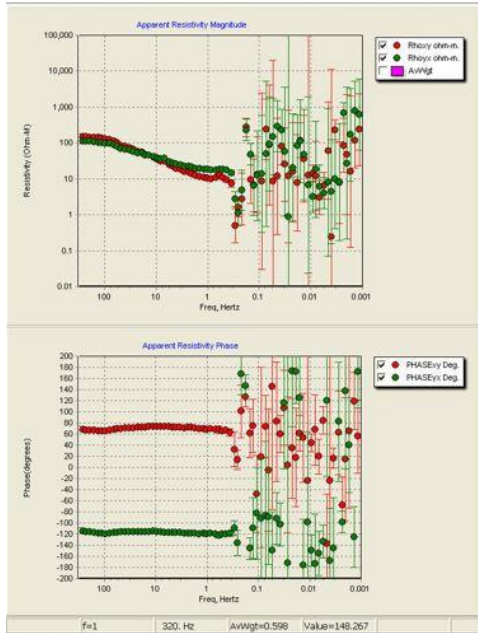 Apparent Resistivity Magnitude
100,000
10,000
1,000
100
10
1
0.1
0.01
Resistivity (Ohm-M)
100 10 1 0.1 0.01 0.001
Freq, Hertz
Rhoxy ohm-m.
Rhoyx ohm-m.
AvWgt
Apparent Resistivity Phase
200
180
160
140
120
100
80
60
40
20
0
-20
-40
-60
-80
-100
-120
-140
-160
-180
-200
Phase(degrees)
100 10 1 0.1 0.01 0.001
Freq, Hertz
PHASExy Deg.
PHASEyx Deg.
f=1 320. Hz AvWgt=0.598 Value=148.267